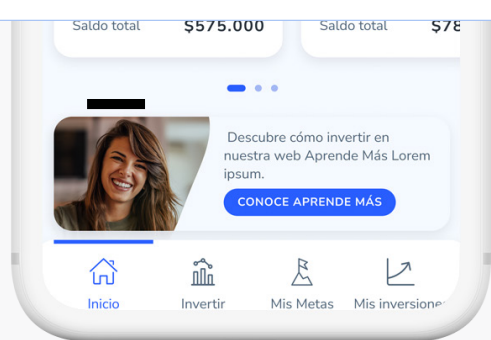 Saldo total $575.000 Saldo total $78
Descubre cómo invertir en
nuestra web Aprende Más Lorem
ipsum.
CONOCE APRENDE MÁS
Inicio Invertir Mis Metas Mis inversione